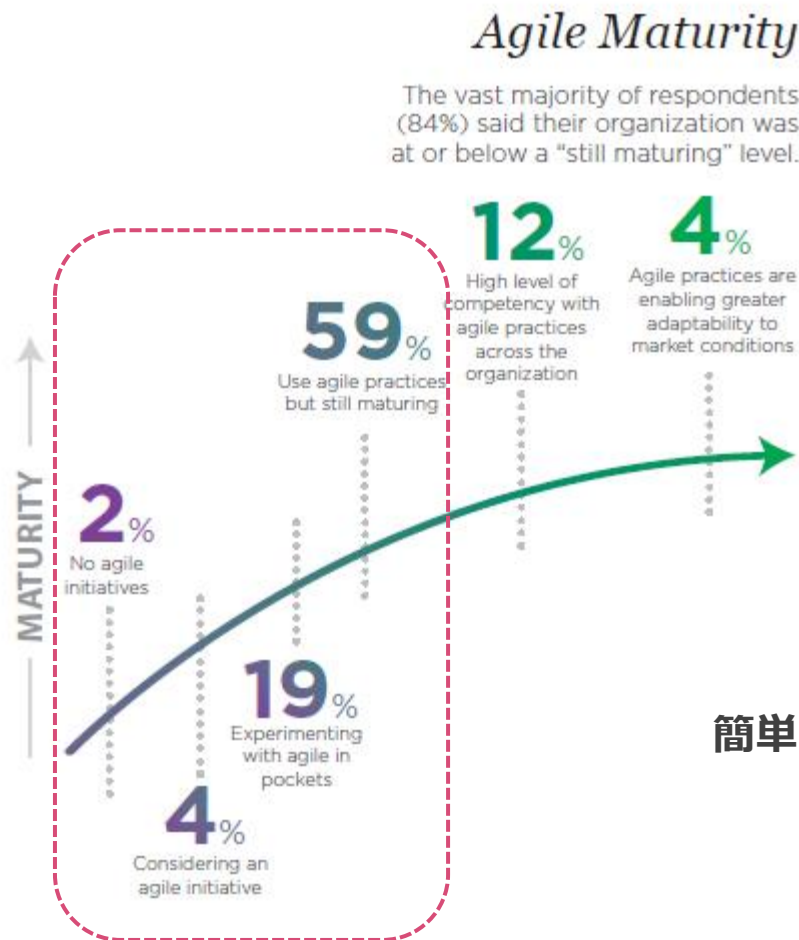 Agile Maturity
The vast majority of respondents
(84%) said their organization was
at or below a “still maturing” level.
12%
High level of
competency with
agile practices
across the
organization
4%
Agile practices are
enabling greater
adaptability to
market conditions
59%
Use agile practices
but still maturing
MATURITY
2%
No agile
initiatives
19%
Experimenting
with agile in
pockets
4%
Considering an
agile initiative
簡単